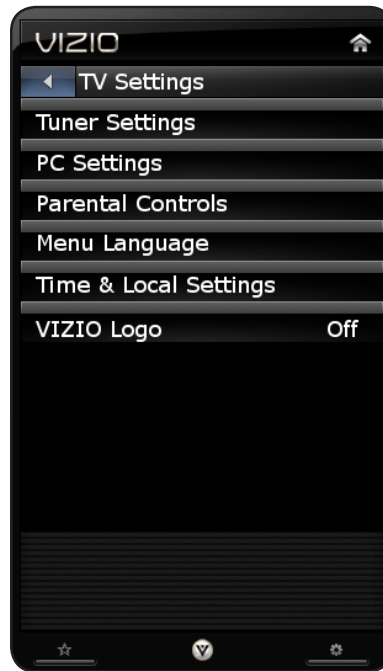 VIZIO
TV Settings
Tuner Settings
PC Settings
Parental Controls
Menu Language
Time & Local Settings
VIZIO Logo Off
V